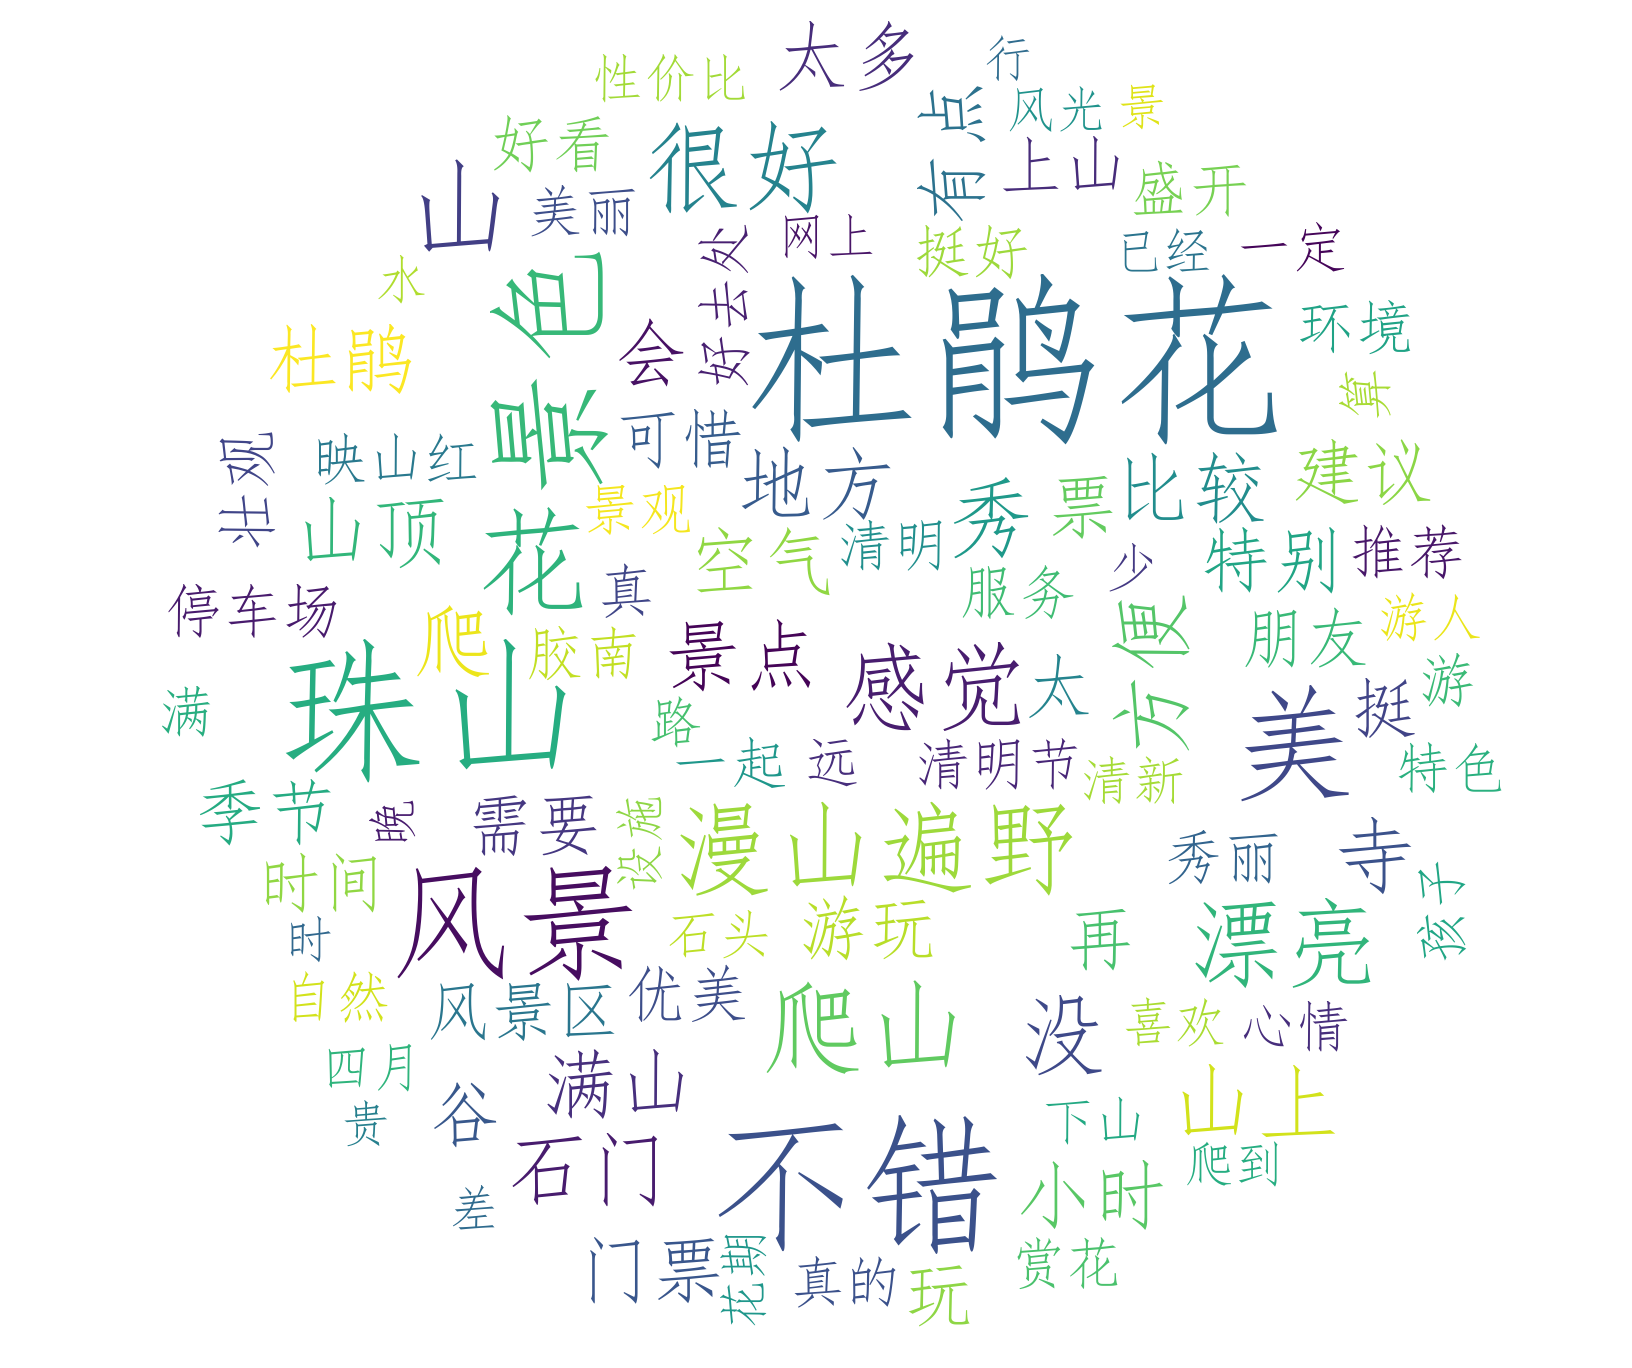 太多
行
性价比
有点
风光
景
好看
很好
上山
山
美丽
盛开
网上
挺好
已经
一定
水
景色
好去处
杜鹃花
环境
杜鹃
会
算
可惜
壮观
映山红
地方
比较
建议
山顶
花
景观
秀
票
空气
清明
特别
推荐
停车场
真
少
爬
胶南
服务
方便
朋友
游人
珠山
景点
感觉
太
满
路
美
挺
游
一起
远
清明节
清新
特色
季节
晚
需要
设施
漫山遍野
秀丽
寺
时间
风景
孩子
时
石头
游玩
再
漂亮
自然
风景区
优美
爬山
没
喜欢
心情
四月
满山
贵
谷
下山
山上
石门
不错
小时
爬到
差
门票
花期
真的
玩
赏花